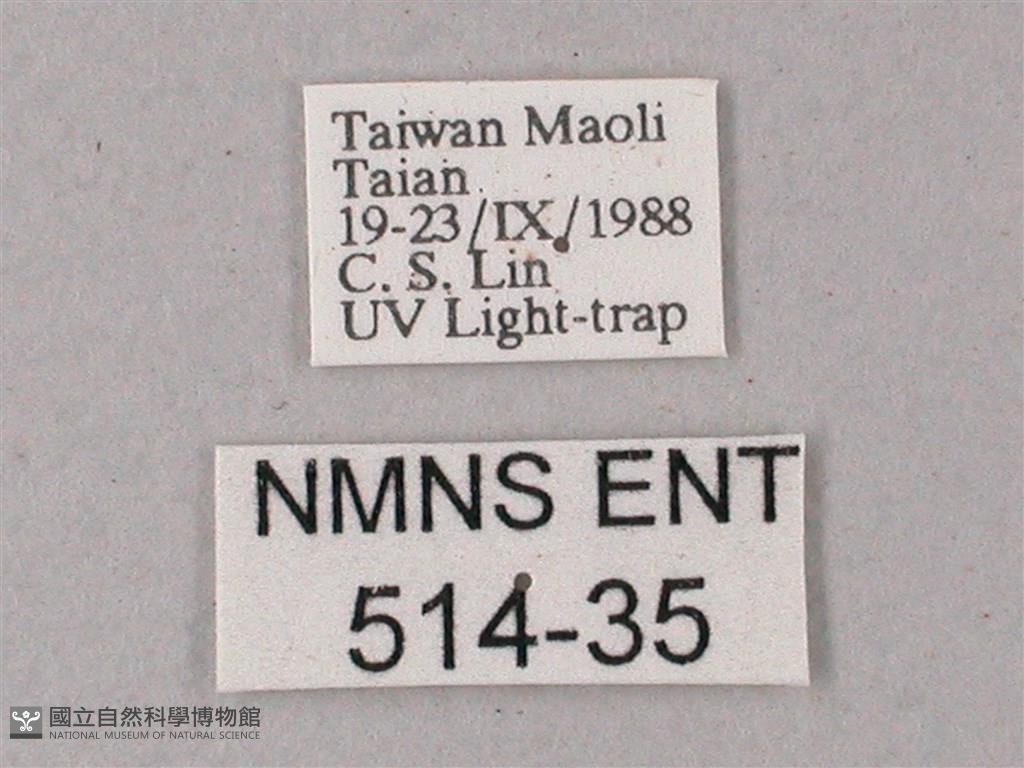 Taiwan Maoli
Taian
19-23/IX/1988
C. S. Lin
UV Light-trap
NMNS ENT
514-35
國立自然科學博物館
NATIONAL MUSEUM OF NATURAL SCIENCE